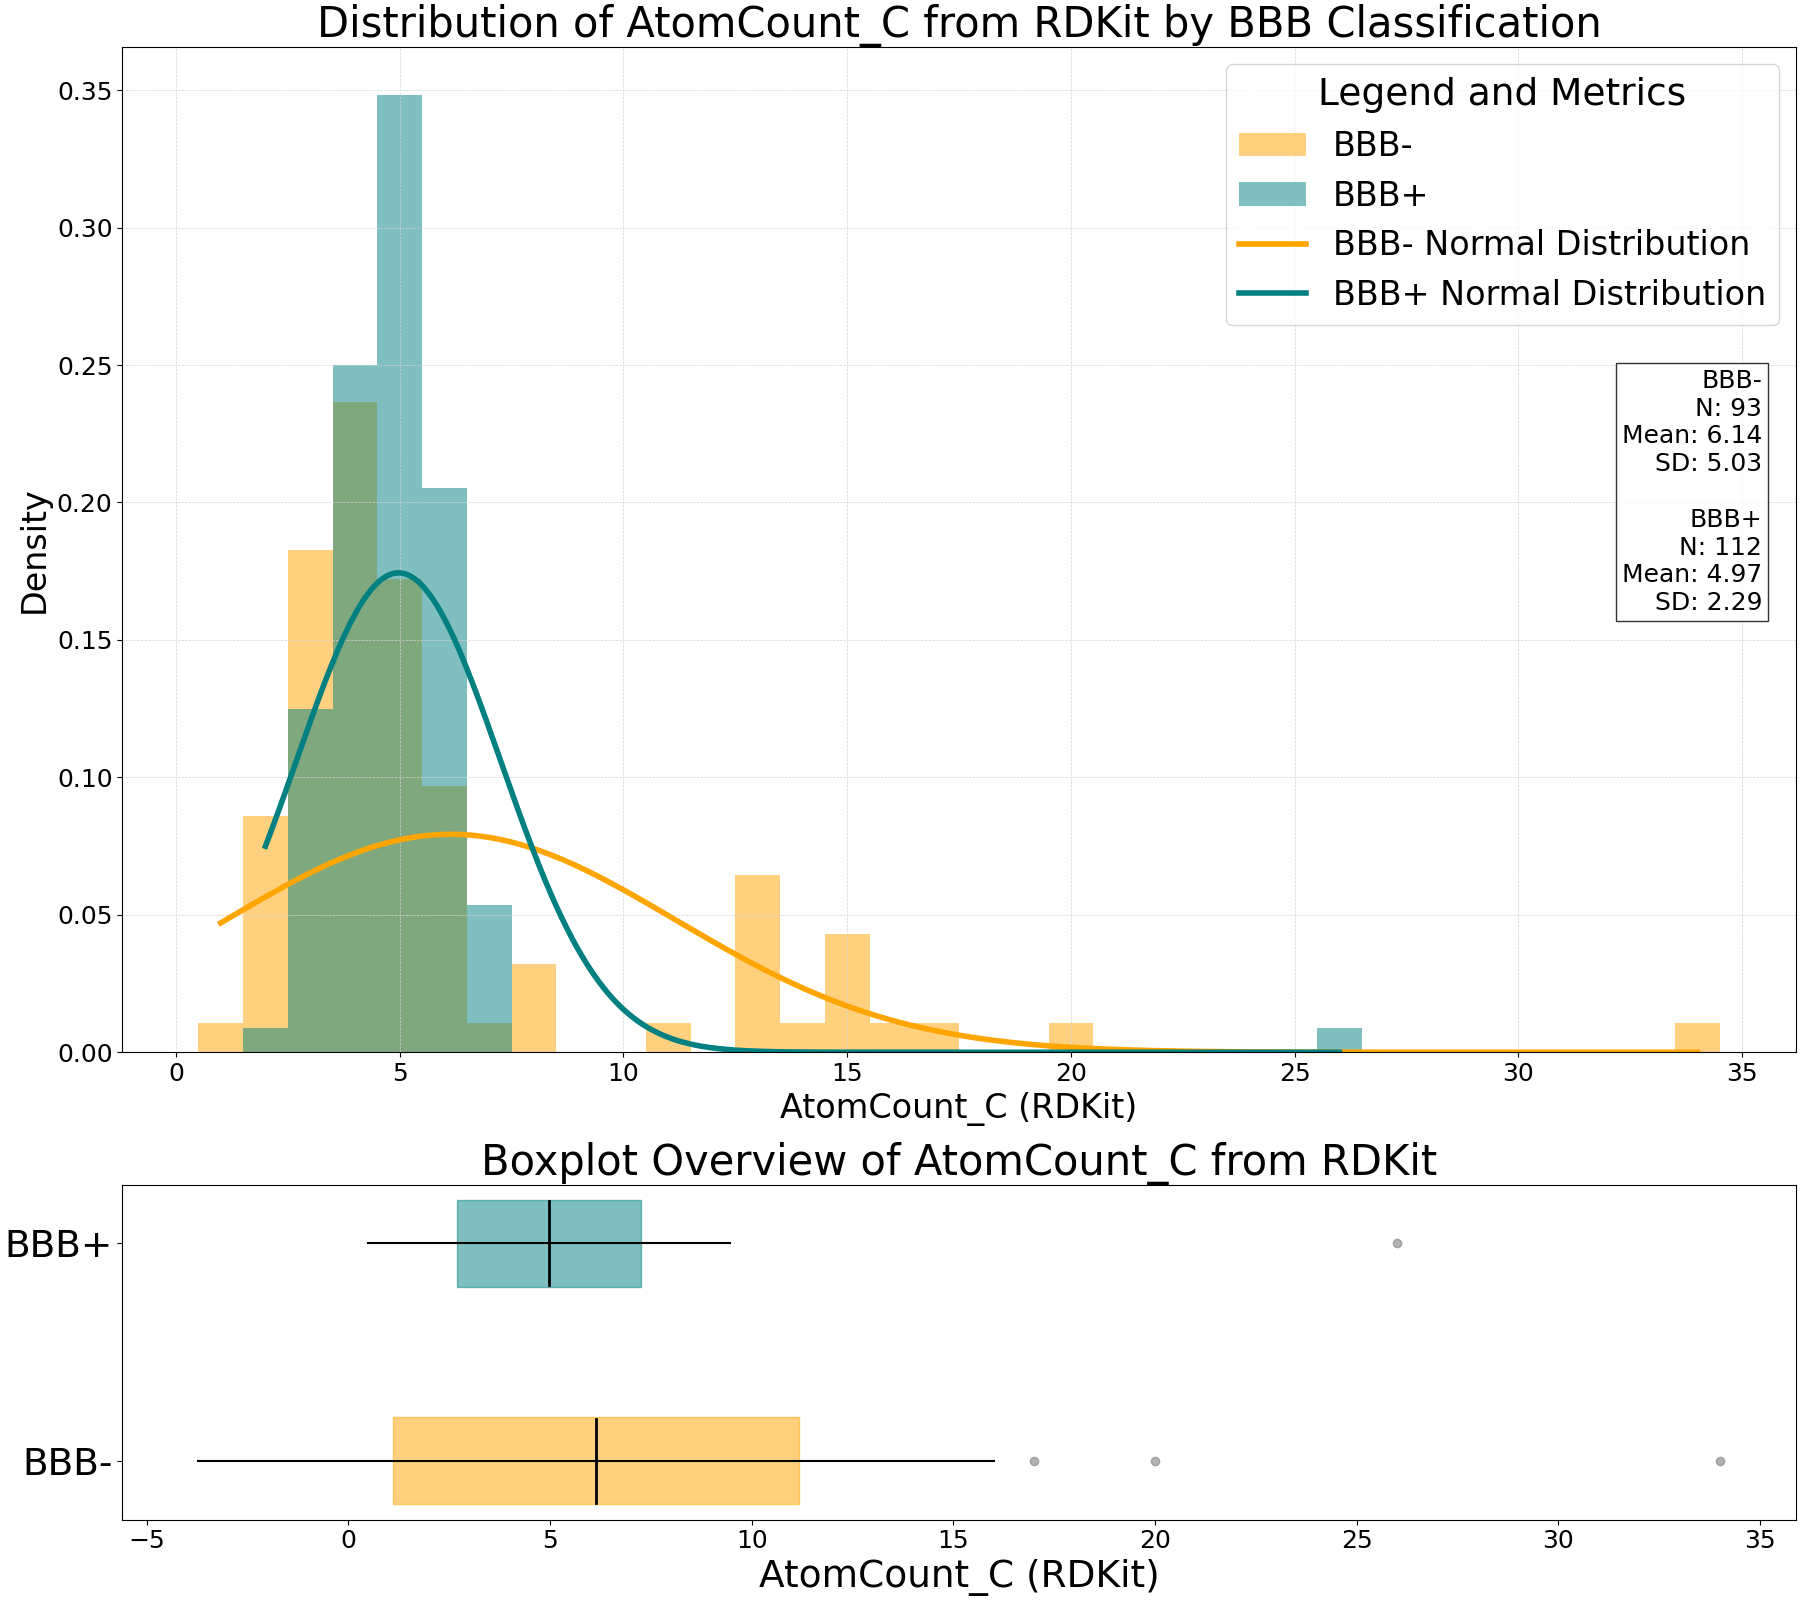 Distribution of AtomCount_C from RDKit by BBB Classification
Legend and Metrics
BBB-
BBB+
BBB- Normal Distribution
BBB+ Normal Distribution
BBB-
N: 93
Mean: 6.14
SD: 5.03
BBB+
N: 112
Mean: 4.97
SD: 2.29
Density
0.35
0.30
0.25
0.20
0.15
0.10
0.05
0.00
0 5 10 15 20 25 30 35
AtomCount_C (RDKit)
Boxplot Overview of AtomCount_C from RDKit
BBB+
BBB-
−5 0 5 10 15 20 25 30 35
AtomCount_C (RDKit)